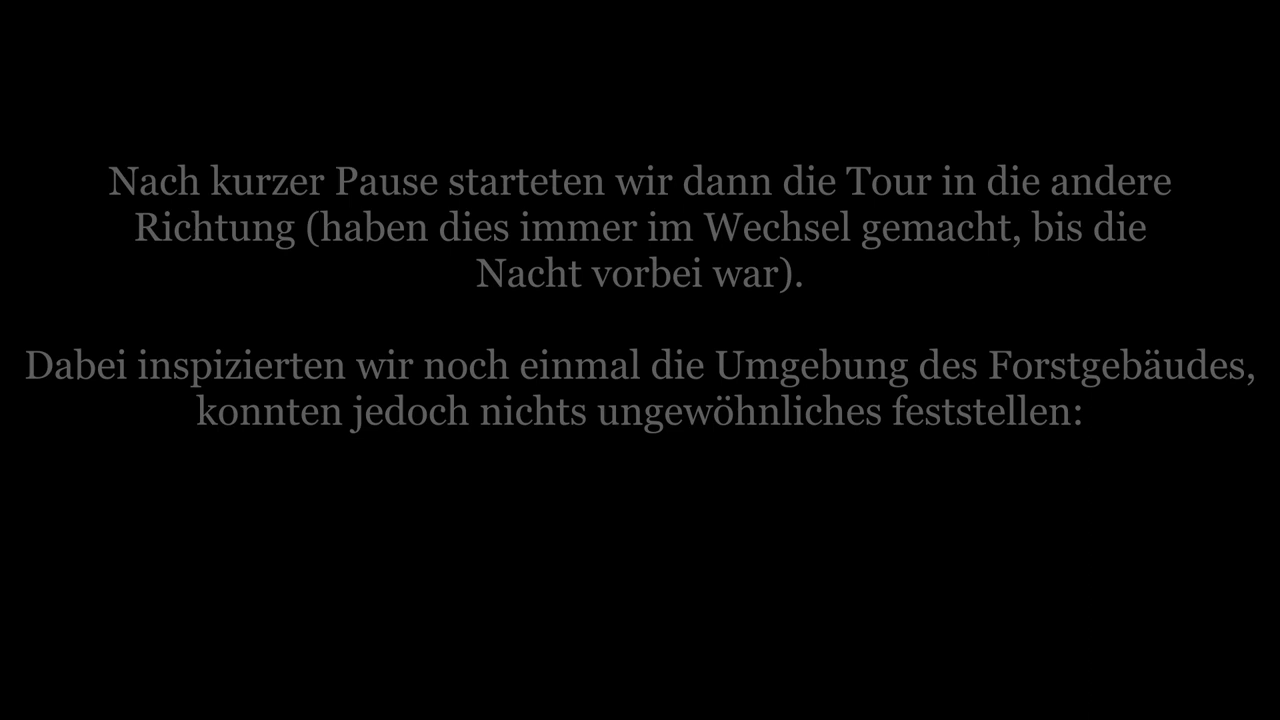 Nach kurzer Pause starteten wir dann die Tour in die andere
Richtung (haben dies immer im Wechsel gemacht, bis die
Nacht vorbei war).
Dabei inspizierten wir noch einmal die Umgebung des Forstgebäudes,
konnten jedoch nichts ungewöhnliches feststellen: